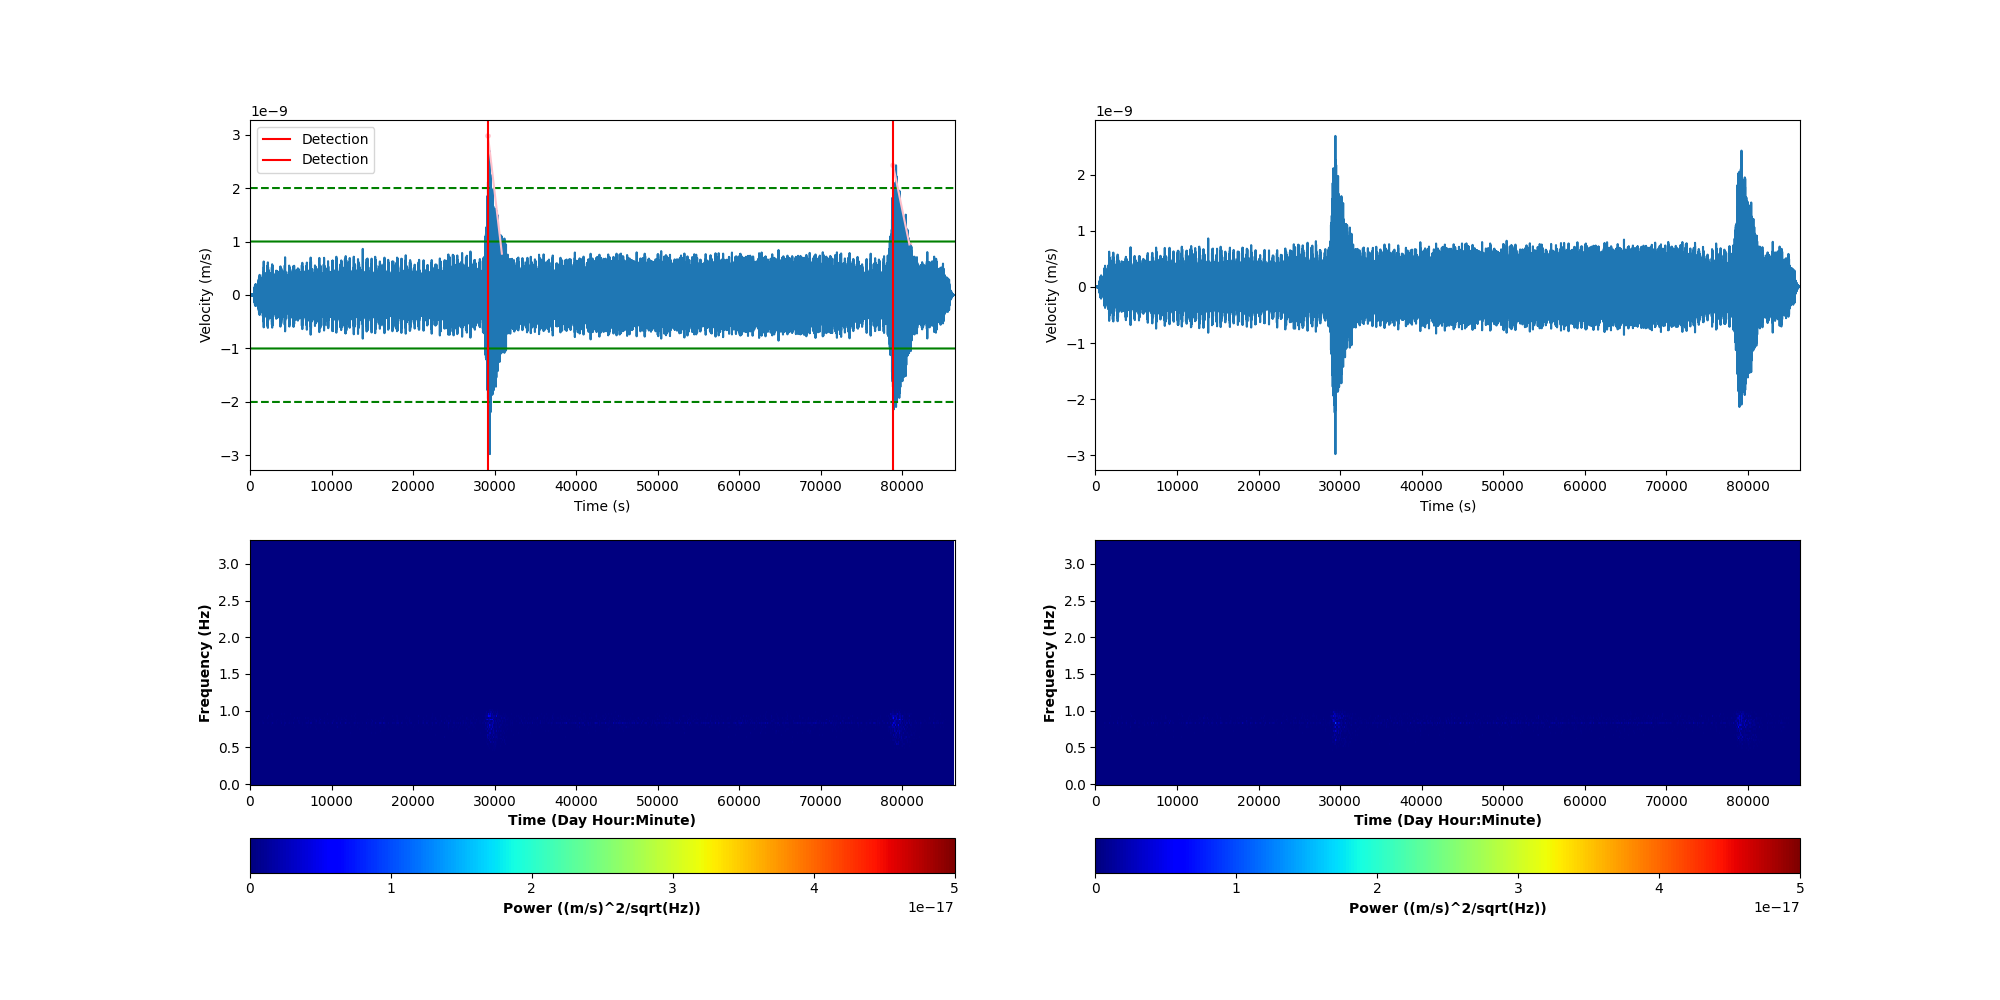 1e−9
Detection
Detection
3
2
1
0
−1
−2
−3
Velocity (m/s)
0 10000 20000 30000 40000 50000 60000 70000 80000
Time (s)
1e−9
2
1
0
−1
−2
−3
Velocity (m/s)
0 10000 20000 30000 40000 50000 60000 70000 80000
Time (s)
3.0
2.5
2.0
1.5
1.0
0.5
0.0
Frequency (Hz)
0 10000 20000 30000 40000 50000 60000 70000 80000
Time (Day Hour:Minute)
0 1 2 3 4 5
Power ((m/s)^2/sqrt(Hz))
1e−17
3.0
2.5
2.0
1.5
1.0
0.5
0.0
Frequency (Hz)
0 10000 20000 30000 40000 50000 60000 70000 80000
Time (Day Hour:Minute)
0 1 2 3 4 5
Power ((m/s)^2/sqrt(Hz))
1e−17